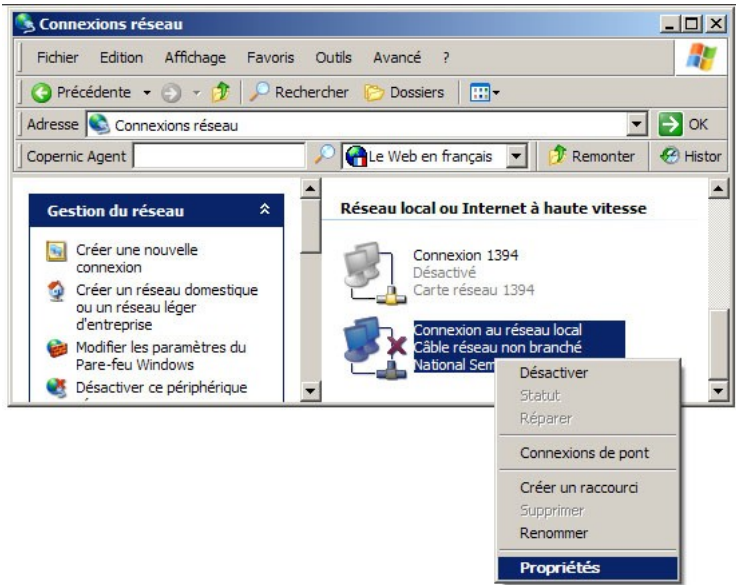 Connexions réseau
Fichier Edition Affichage Favoris Outils Avancé ?
Précédente Rechercher Dossiers
Adresse Connexions réseau OK
Copernic Agent Le Web en français Remonter Histor
Gestion du réseau
Créer une nouvelle
connexion
Créer un réseau domestique
ou un réseau léger
d'entreprise
Modifier les paramètres du
Pare-feu Windows
Désactiver ce périphérique
Réseau local ou Internet à haute vitesse
Connexion 1394
Désactivé
Carte réseau 1394
Connexion au réseau local
Câble réseau non branché
National Sem
Désactiver
Statut
Réparer
Connexions de pont
Créer un raccourci
Supprimer
Renommer
Propriétés